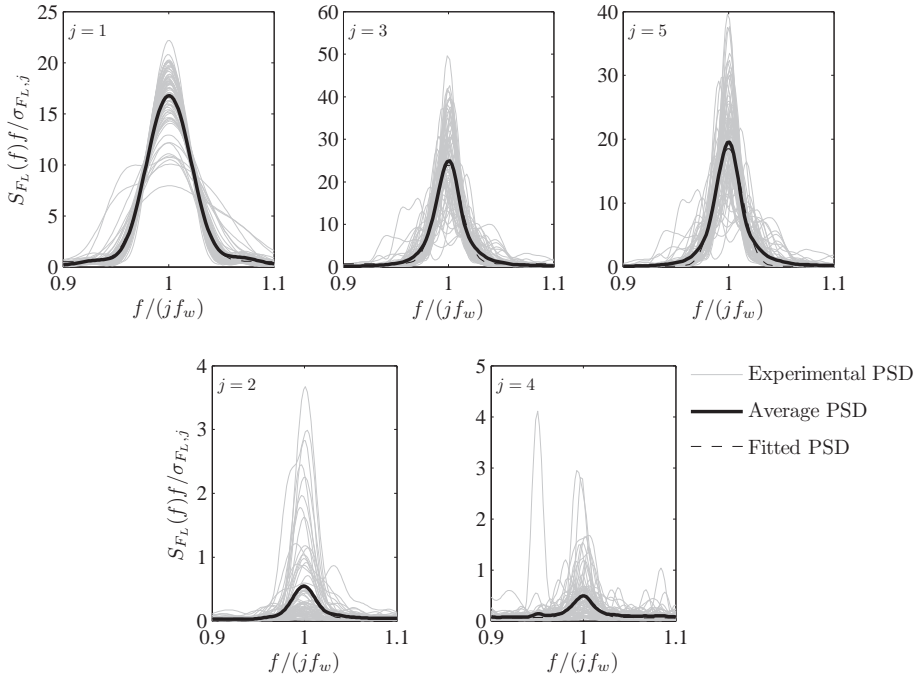 j = 1
25
20
15
10
5
0
0.9
1
1.1
S_{F_L}(f)f/σ_{F_L,j}
f/(jf_w)
j = 3
60
50
40
30
20
10
0
0.9
1
1.1
f/(jf_w)
j = 5
40
30
20
10
0
0.9
1
1.1
f/(jf_w)
j = 2
4
3
2
1
0
0.9
1
1.1
S_{F_L}(f)f/σ_{F_L,j}
f/(jf_w)
j = 4
5
4
3
2
1
0
0.9
1
1.1
f/(jf_w)
Experimental PSD
Average PSD
Fitted PSD